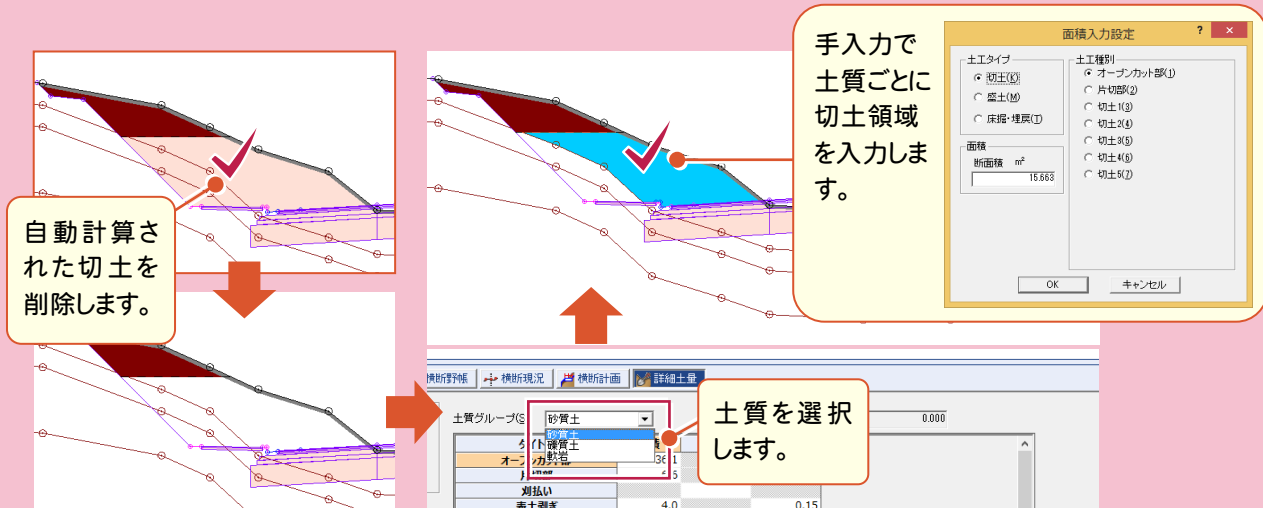 自動計算さ
れた切土を
削除します。
手入力で
土質ごとに
切土領域
を入力しま
す。
面積入力設定
? ×
土工タイプ
切土(K)
盛土(M)
床掘・埋戻(T)
面積
断面積 m²
15.663
土工種別
オープンカット部(1)
片切部(2)
切土1(3)
切土2(4)
切土3(5)
切土4(6)
切土5(7)
OK キャンセル
横断野帳 横断現況 横断計画 詳細土量
土質グループ(S 砂質土 0.000
砂質土
礫質土
軟岩
土質を選択
します。
刈払い
表土剥ぎ 4.0 0.15